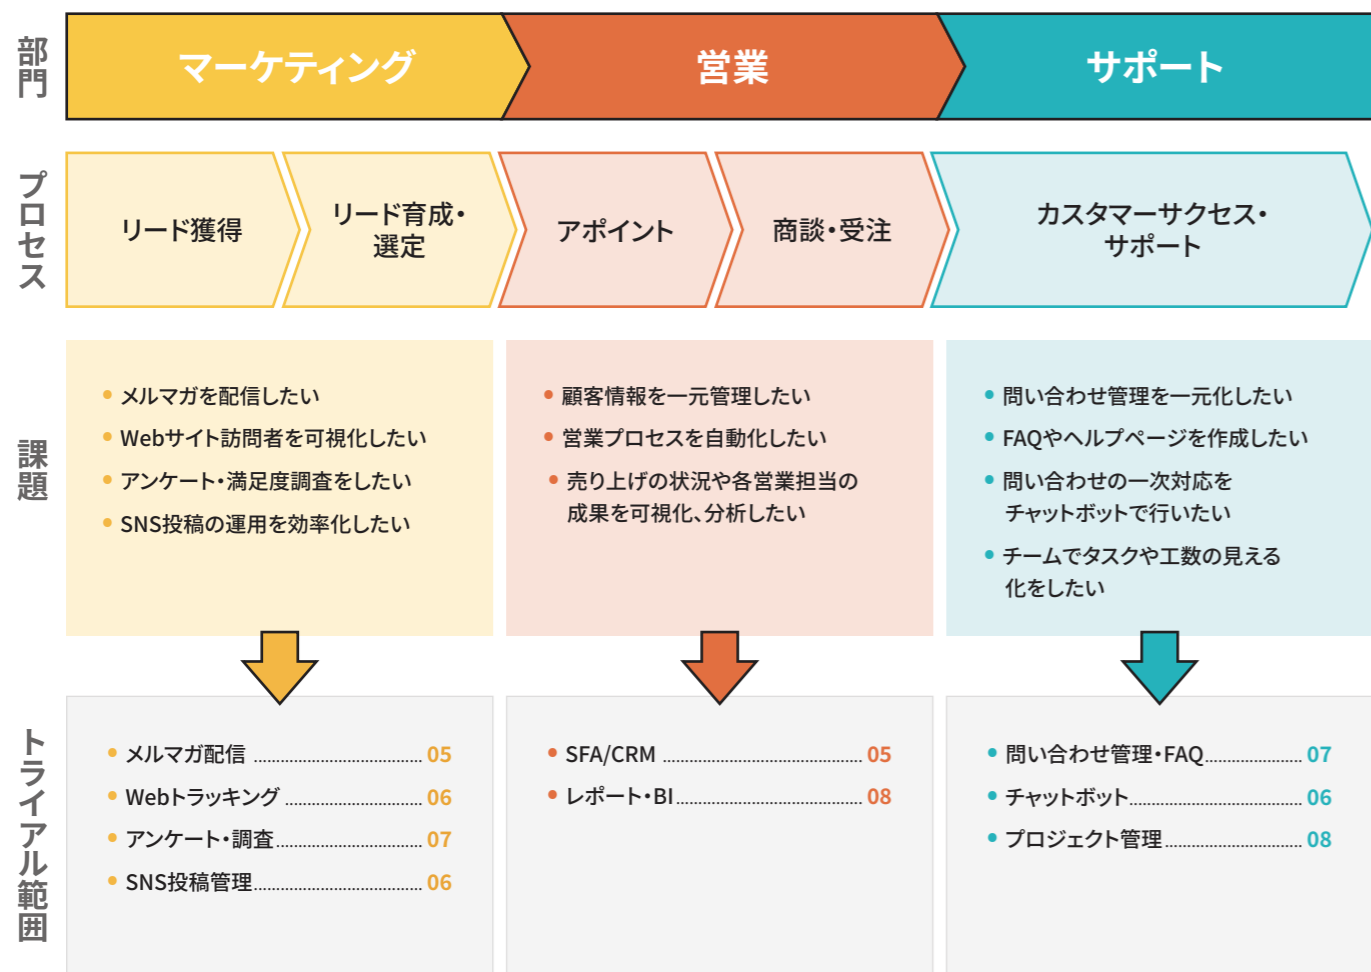 部門
マーケティング
営業
サポート
プロセス
リード獲得
リード育成・
選定
アポイント
商談・受注
カスタマーサクセス・
サポート
課題
• メルマガを配信したい
• Webサイト訪問者を可視化したい
• アンケート・満足度調査をしたい
• SNS投稿の運用を効率化したい
• 顧客情報を一元管理したい
• 営業プロセスを自動化したい
• 売り上げの状況や各営業担当の
成果を可視化、分析したい
• 問い合わせ管理を一元化したい
• FAQやヘルプページを作成したい
• 問い合わせの一次対応を
チャットボットで行いたい
• チームでタスクや工数の見える
化をしたい
トライアル範囲
• メルマガ配信 ........ 05
• Webトラッキング ........ 06
• アンケート・調査 ........ 07
• SNS投稿管理 ........ 06
• SFA/CRM ........ 05
• レポート・BI ........ 08
• 問い合わせ管理・FAQ ........ 07
• チャットボット ........ 06
• プロジェクト管理 ........ 08